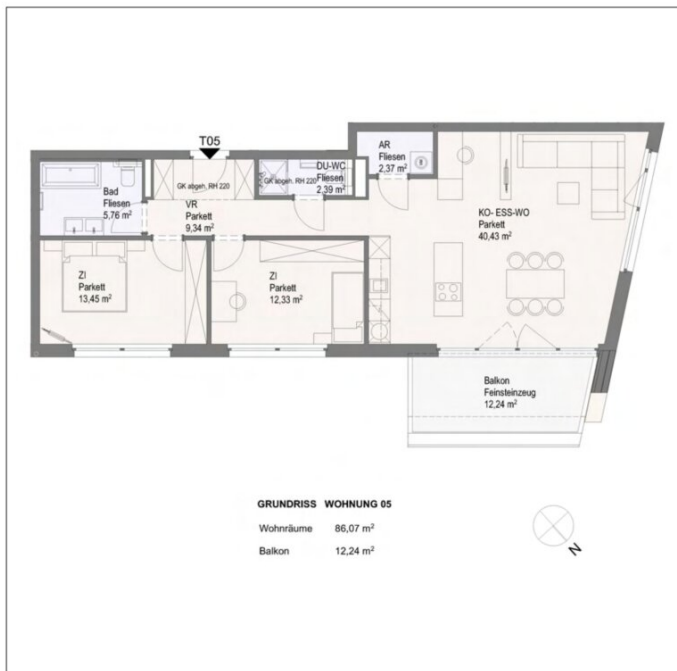 T05
AR
Fliesen
2,37 m²
DU-WC
Fliesen
2,39 m²
GK abgeh. RH 220
GK abgeh. RH 220
Bad
Fliesen
5,76 m²
VR
Parkett
9,34 m²
KO- ESS-WO
Parkett
40,43 m²
ZI
Parkett
13,45 m²
ZI
Parkett
12,33 m²
Balkon
Feinsteinzeug
12,24 m²
GRUNDRISS WOHNUNG 05
Wohnräume 86,07 m²
Balkon 12,24 m²
N